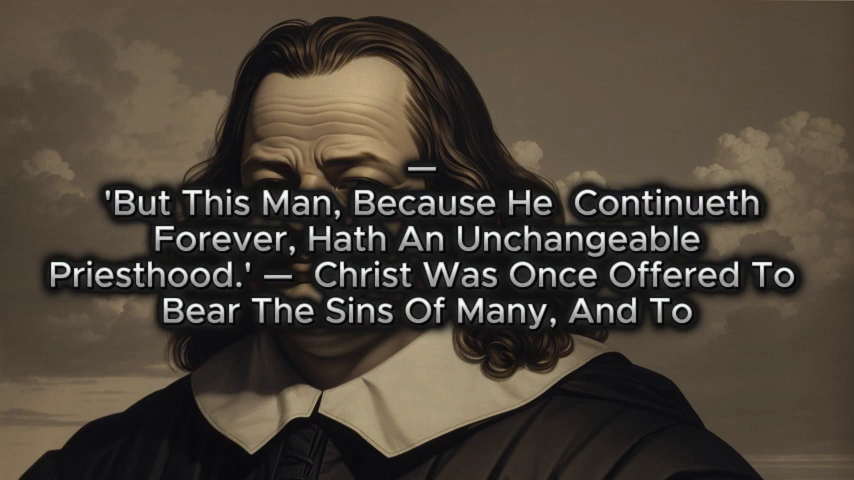 —
'But This Man, Because He  Continueth
Forever, Hath An Unchangeable
Priesthood.' —  Christ Was Once Offered To
Bear The Sins Of Many, And To